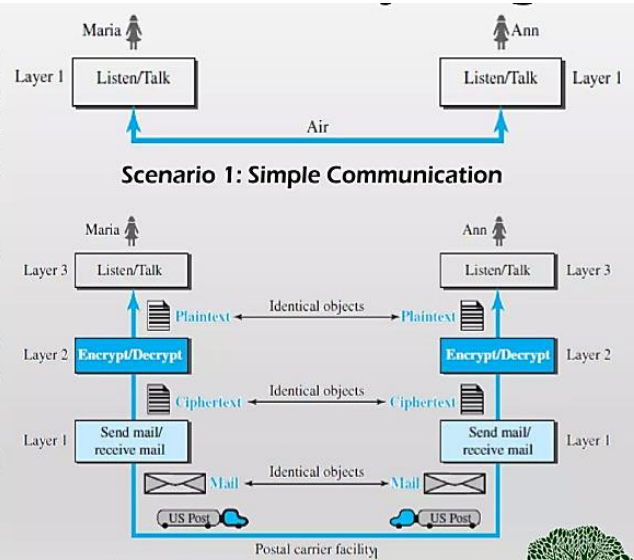 Maria
Ann
Layer 1
Listen/Talk
Listen/Talk
Layer 1
Air
Scenario 1: Simple Communication
Maria
Ann
Layer 3
Listen/Talk
Listen/Talk
Layer 3
Plaintext
Identical objects
Plaintext
Layer 2
Encrypt/Decrypt
Encrypt/Decrypt
Layer 2
Ciphertext
Identical objects
Ciphertext
Layer 1
Send mail/
receive mail
Send mail/
receive mail
Layer 1
Mail
Identical objects
Mail
US Post
US Post
Postal carrier facility